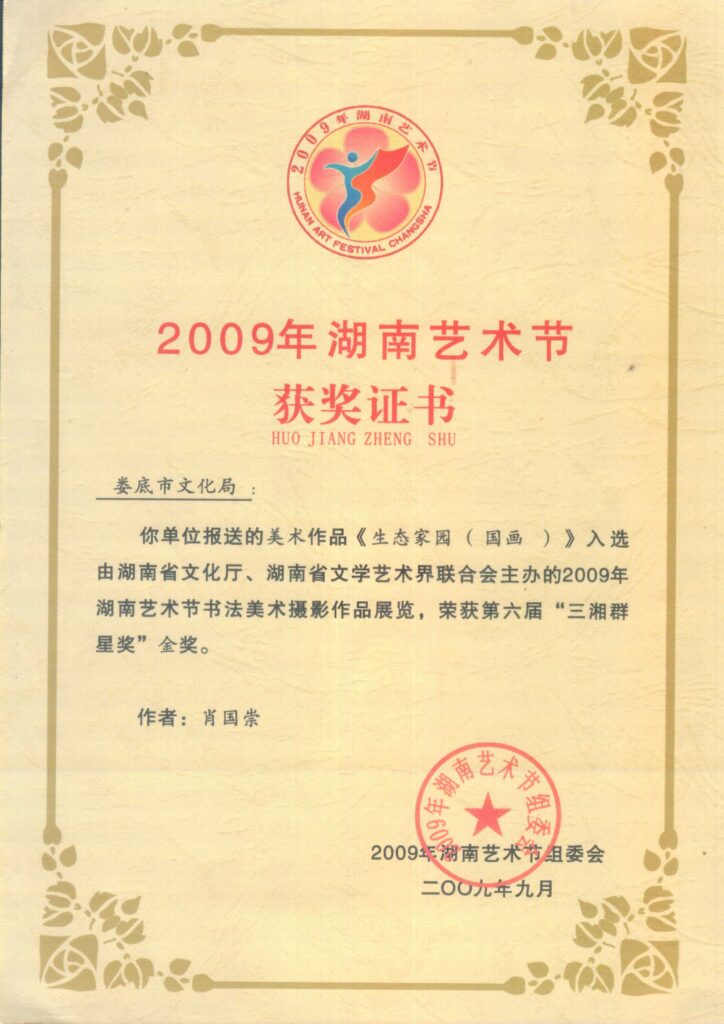 2009年湖南艺术节
HUNAN ART FESTIVAL CHANGSHA
2009年湖南艺术节
获奖证书
HUO JIANG ZHENG SHU
娄底市文化局 :
你单位报送的美术作品《生态家园（国画 ）》入选
由湖南省文化厅、湖南省文学艺术界联合会主办的2009年
湖南艺术节书法美术摄影作品展览，荣获第六届“三湘群
星奖”金奖。
作者：肖国崇
2009年湖南艺术节组委会
2009年湖南艺术节组委会
二〇〇九年九月